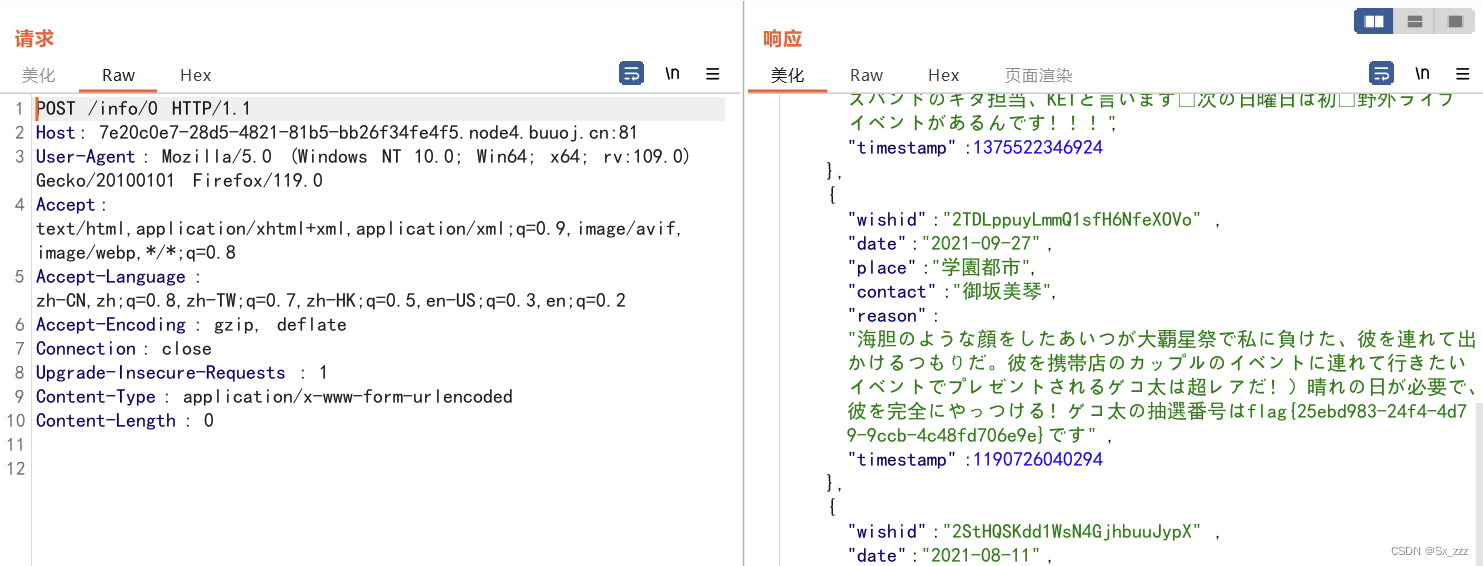 请求
美化 Raw Hex \n
1 POST /info/0 HTTP/1.1
2 Host: 7e20c0e7-28d5-4821-81b5-bb26f34fe4f5.node4.buuoj.cn:81
3 User-Agent: Mozilla/5.0 (Windows NT 10.0; Win64; x64; rv:109.0)
Gecko/20100101 Firefox/119.0
4 Accept:
text/html,application/xhtml+xml,application/xml;q=0.9,image/avif,
image/webp,*/*;q=0.8
5 Accept-Language:
zh-CN,zh;q=0.8,zh-TW;q=0.7,zh-HK;q=0.5,en-US;q=0.3,en;q=0.2
6 Accept-Encoding: gzip, deflate
7 Connection: close
8 Upgrade-Insecure-Requests: 1
9 Content-Type: application/x-www-form-urlencoded
10 Content-Length: 0
11
12
响应
美化 Raw Hex 页面渲染 \n
スバンドのギタ担当、KEIと言います□次の日曜日は初□野外ライブ
イベントがあるんです！！！",
"timestamp":1375522346924
},
{
"wishid":"2TDLppuyLmmQ1sfH6NfeXOVo",
"date":"2021-09-27",
"place":"学園都市",
"contact":"御坂美琴",
"reason":
"海胆のような顔をしたあいつが大覇星祭で私に負けた、彼を連れて出
かけるつもりだ。彼を携帯店のカップルのイベントに連れて行きたい
イベントでプレゼントされるゲコ太は超レアだ！）晴れの日が必要で、
彼を完全にやっつける！ゲコ太の抽選番号はflag{25ebd983-24f4-4d7
9-9ccb-4c48fd706e9e}です",
"timestamp":1190726040294
},
{
"wishid":"2StHQSKdd1WsN4GjhbuuJypX",
"date":"2021-08-11",
CSDN @Sx_zzz